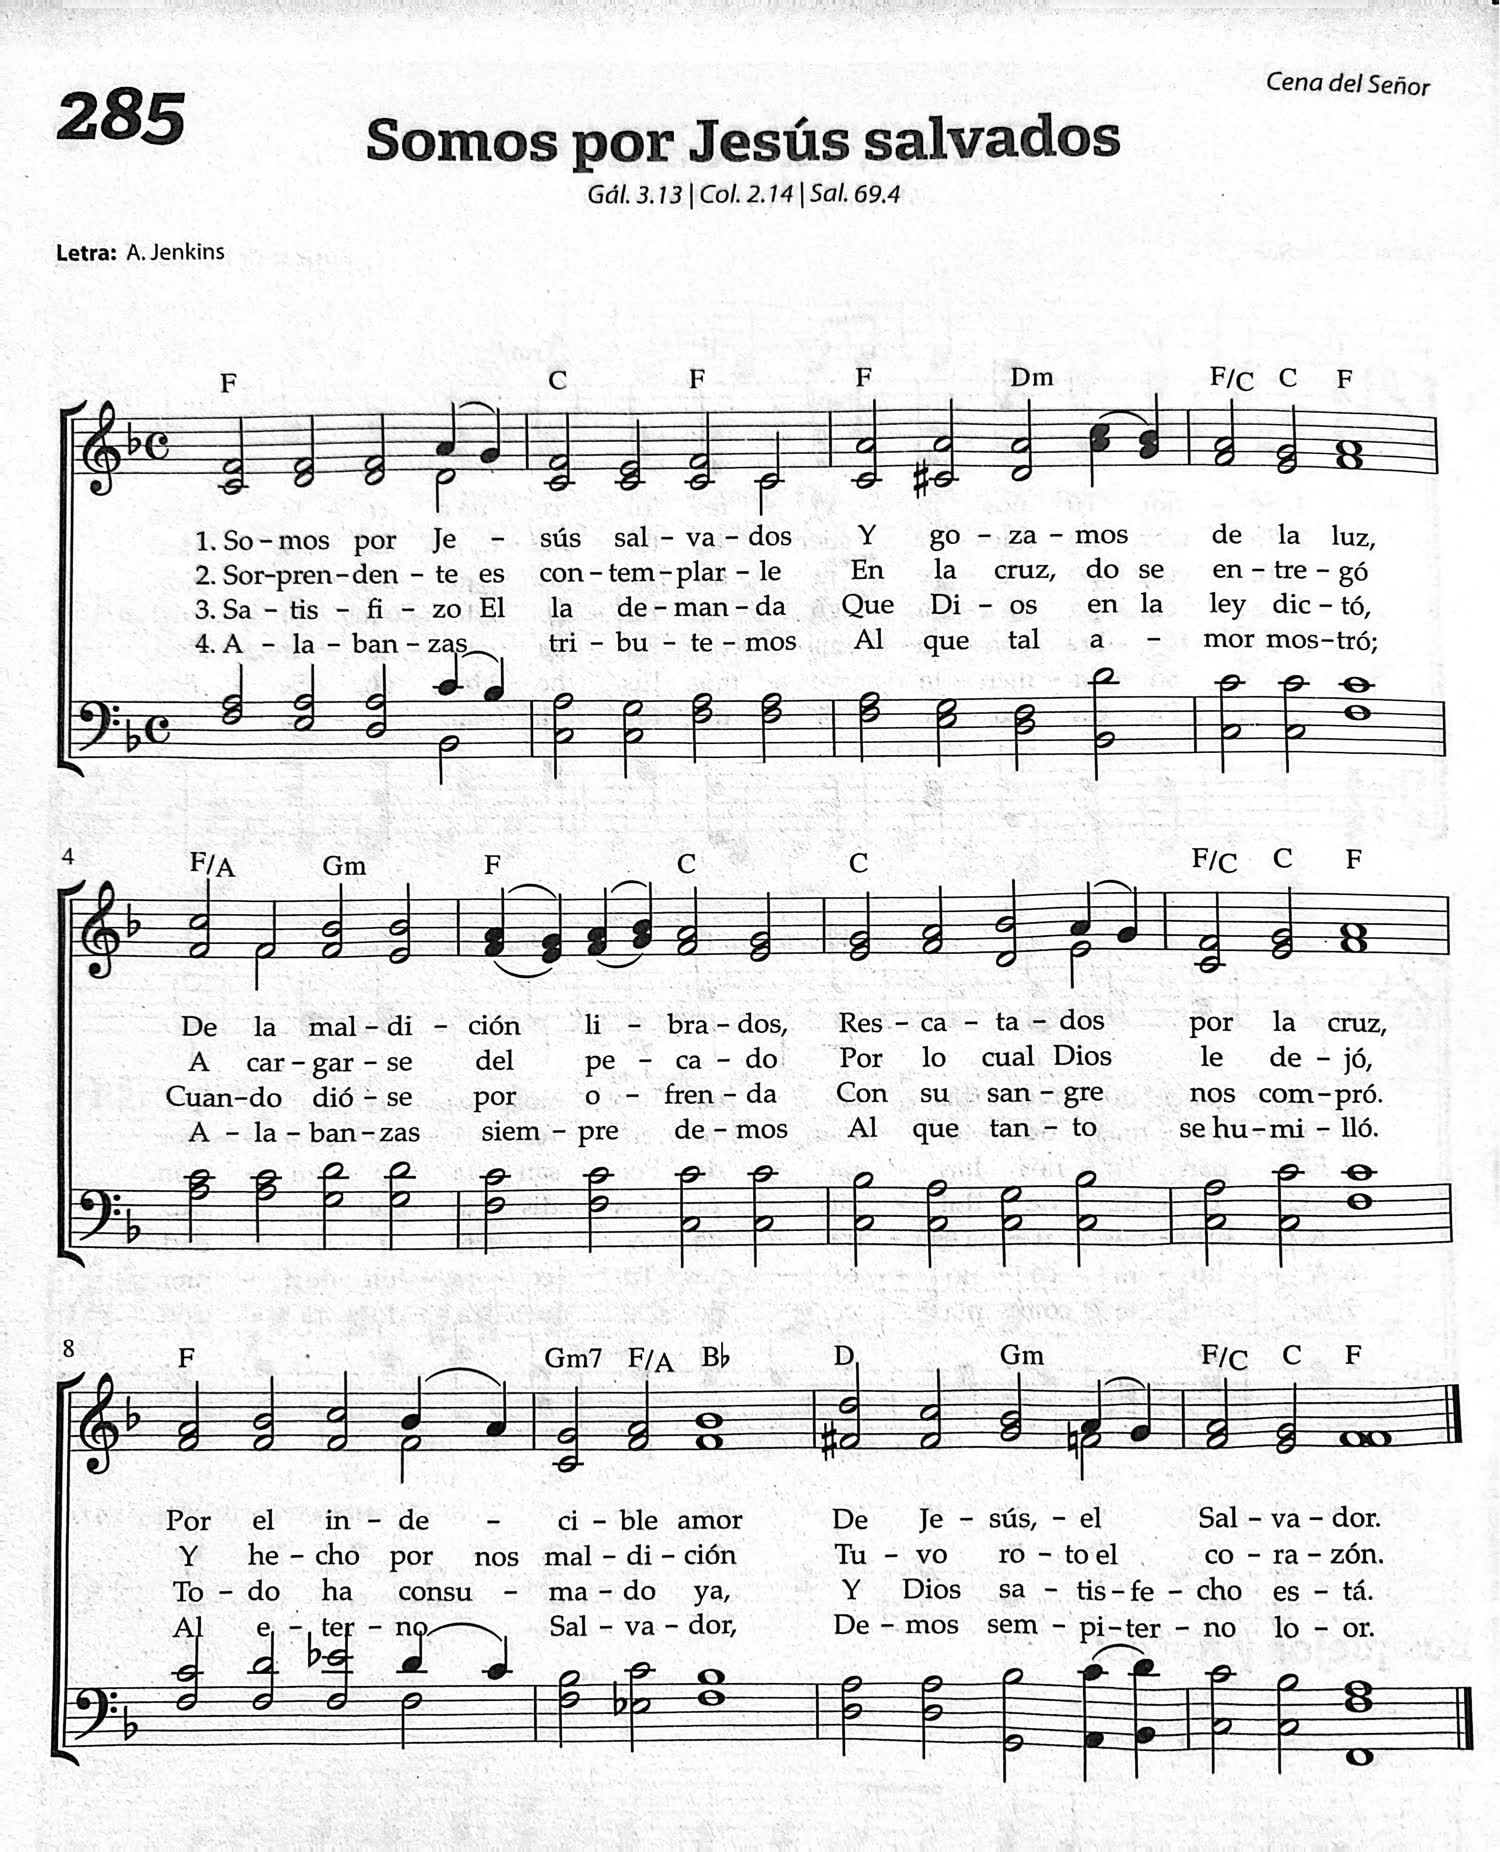 285
Cena del Señor
Somos por Jesús salvados
Gál. 3.13 | Col. 2.14 | Sal. 69.4
Letra: A. Jenkins
F C F F Dm F/C C F
1. So – mos por Je – sús sal – va – dos Y go – za – mos de la luz,
2. Sor–pren–den – te es con–tem–plar–le En la cruz, do se en–tre–gó
3. Sa – tis – fi – zo El la de–man–da Que Di – os en la ley dic–tó,
4. A – la – ban – zas tri – bu – te – mos Al que tal a – mor mos–tró;
4
F/A Gm F C C F/C C F
De la mal – di – ción li – bra – dos, Res – ca – ta – dos por la cruz,
A car – gar – se del pe – ca – do Por lo cual Dios le de – jó,
Cuan–do dió – se por o – fren – da Con su san – gre nos com–pró.
A – la – ban–zas siem – pre de – mos Al que tan – to se hu–mi – lló.
8
F Gm7 F/A B♭ D Gm F/C C F
Por el in – de – ci – ble amor De Je – sús, – el Sal – va – dor.
Y he – cho por nos mal – di – ción Tu – vo ro – to el co – ra – zón.
To – do ha consu – ma – do ya, Y Dios sa – tis–fe – cho es – tá.
Al e – ter – no Sal – va – dor, De – mos sem – pi–ter – no lo – or.